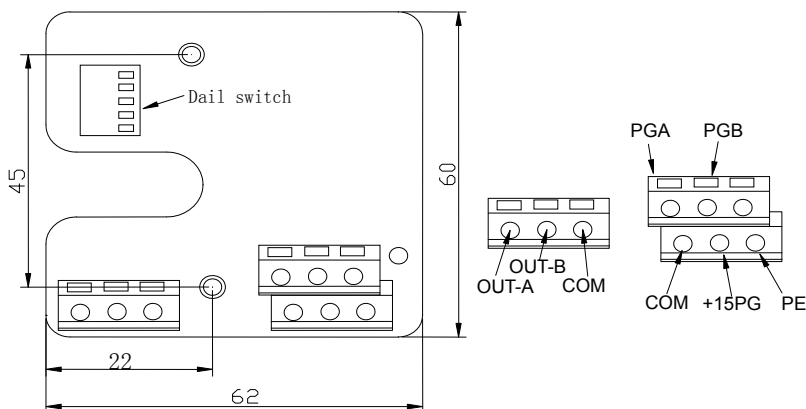 Dail switch
45
60
22
62
PGA PGB
OUT-A OUT-B COM
COM +15PG PE